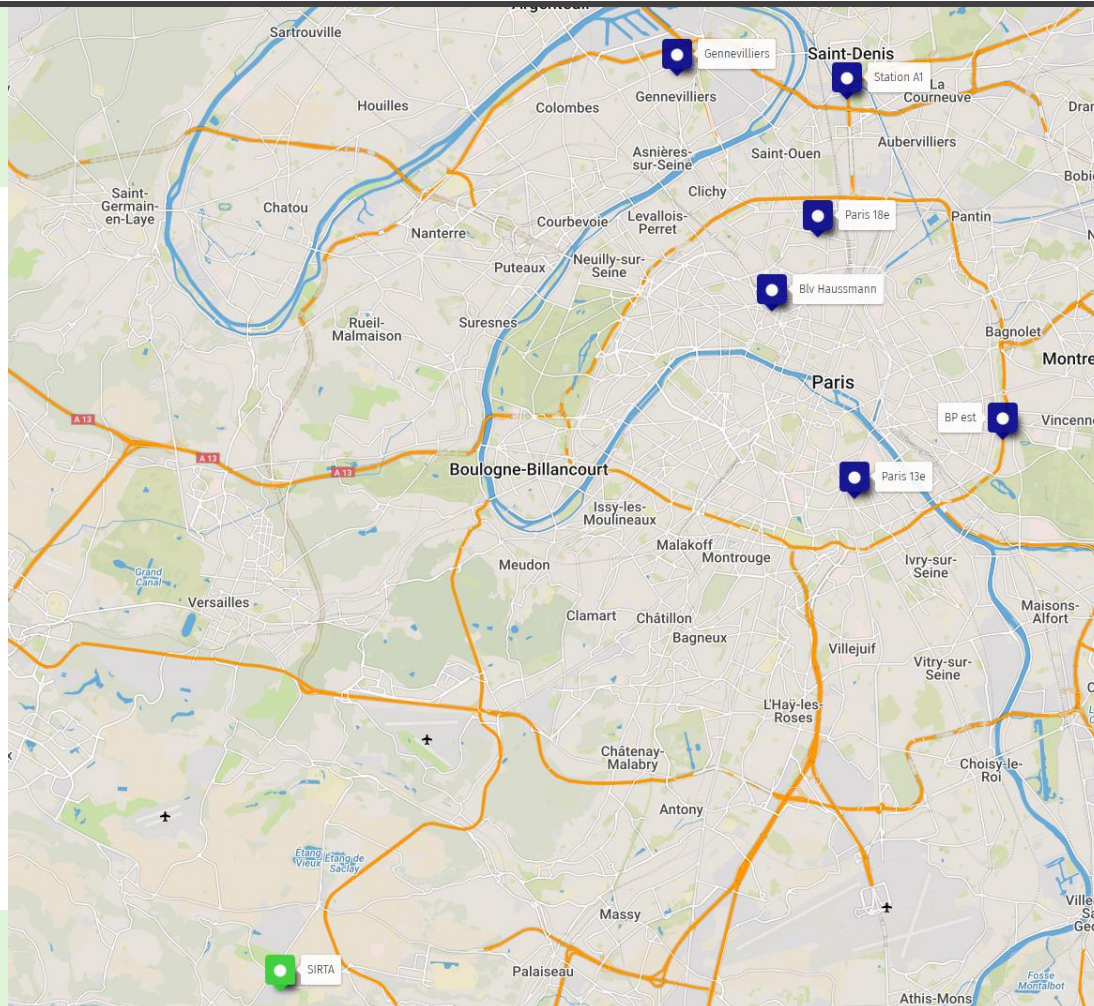 Sartrouville
Gennevilliers
Saint-Denis
Station A1
La
Courneuve
Houilles
Colombes
Gennevilliers
Asnières-
sur-Seine
Saint-Ouen
Aubervilliers
Saint-
Germain-
en-Laye
Chatou
Clichy
Nanterre
Courbevoie
Levallois-
Perret
Paris 18e
Pantin
Puteaux
Neuilly-sur-
Seine
Blv Haussmann
Rueil-
Malmaison
Suresnes
Bagnolet
Montre
Paris
A 13
BP est
Vincenn
A 13
A 13
Boulogne-Billancourt
Paris 13e
Issy-les-
Moulineaux
Malakoff
Montrouge
Meudon
Ivry-sur-
Seine
Grand
Canal
Versailles
Clamart
Châtillon
Bagneux
Maisons-
Alfort
Villejuif
Vitry-sur-
Seine
L'Haÿ-les-
Roses
Châtenay-
Malabry
Choisy-le-
Roi
Antony
Étang
Vieux
Étang de
Saclay
Massy
SIRTA
Palaiseau
Fosse
Montalbot
Athis-Mons